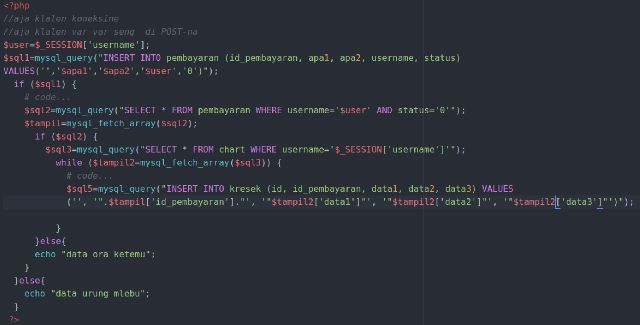 <?php
//aja klalen koneksine
//aja klalen var var seng  di POST-na
$user=$_SESSION['username'];
$sql1=mysql_query("INSERT INTO pembayaran (id_pembayaran, apa1, apa2, username, status)
VALUES('','$apa1','$apa2','$user','0')");
if ($sql1) {
# code...
$sql2=mysql_query("SELECT * FROM pembayaran WHERE username='$user' AND status='0'");
$tampil=mysql_fetch_array($sql2);
if ($sql2) {
$sql3=mysql_query("SELECT * FROM chart WHERE username='$_SESSION['username']'");
while ($tampil2=mysql_fetch_array($sql3)) {
# code...
$sql5=mysql_query("INSERT INTO kresek (id, id_pembayaran, data1, data2, data3) VALUES
('', '".$tampil['id_pembayaran']."', '"$tampil2['data1']"', '"$tampil2['data2']"', '"$tampil2['data3']"')");
}
}else{
echo "data ora ketemu";
}
}else{
echo "data urung mlebu";
}
?>